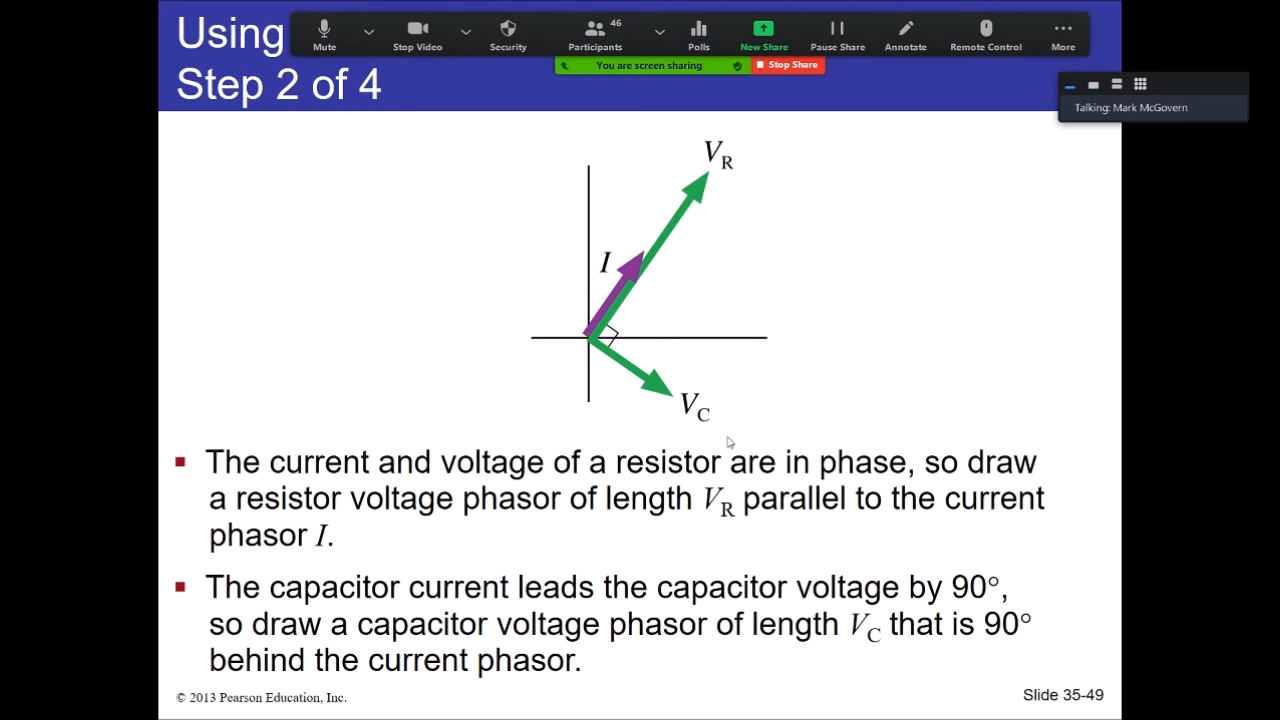 Using
Step 2 of 4
Mute
Stop Video
Security
Participants
46
Polls
New Share
Pause Share
Annotate
Remote Control
More
You are screen sharing
Stop Share
Talking: Mark McGovern
V_R
I
V_C
The current and voltage of a resistor are in phase, so draw
a resistor voltage phasor of length V_R parallel to the current
phasor I.
The capacitor current leads the capacitor voltage by 90°,
so draw a capacitor voltage phasor of length V_C that is 90°
behind the current phasor.
© 2013 Pearson Education, Inc.
Slide 35-49